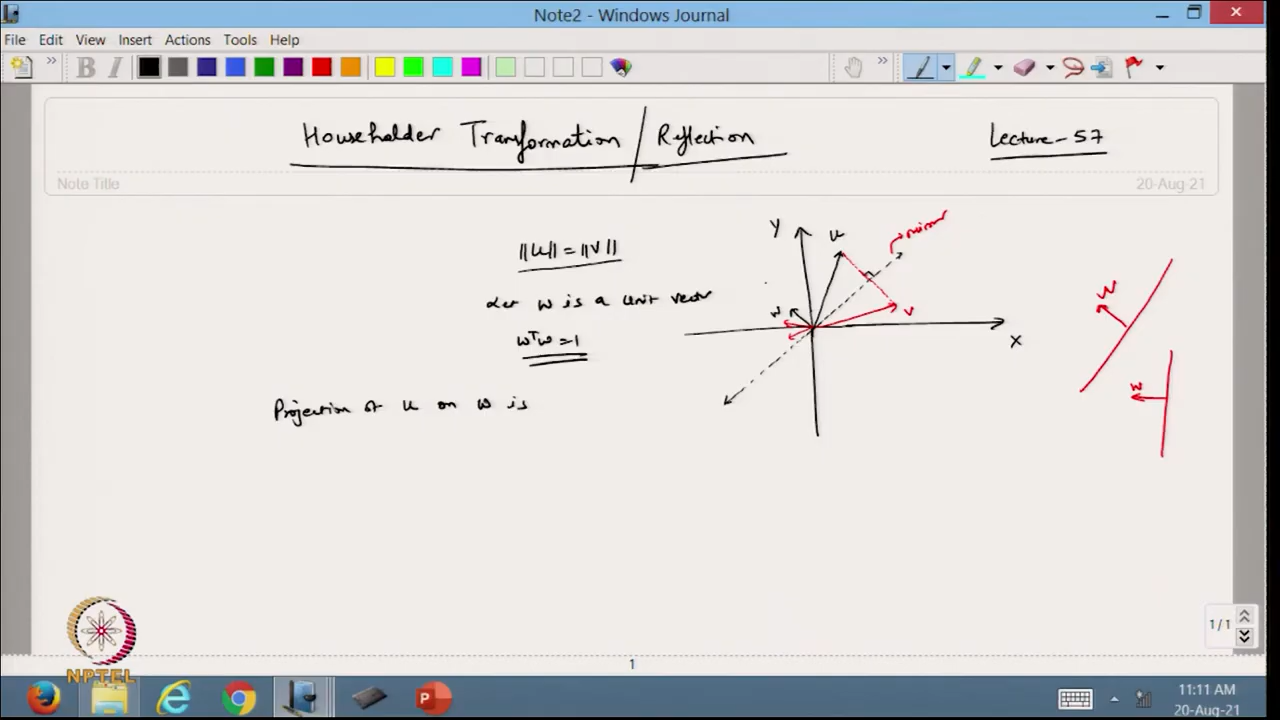 Note2 - Windows Journal
File Edit View Insert Actions Tools Help
Householder Transformation / Reflection
Lecture-57
Note Title
20-Aug-21
||u|| = ||v||
Let w is a unit vector
wᵀw = 1
Projection of u on w is
Y
u
mirror
w
v
X
w
w
1/1
NPTEL
1
11:11 AM
20-Aug-21